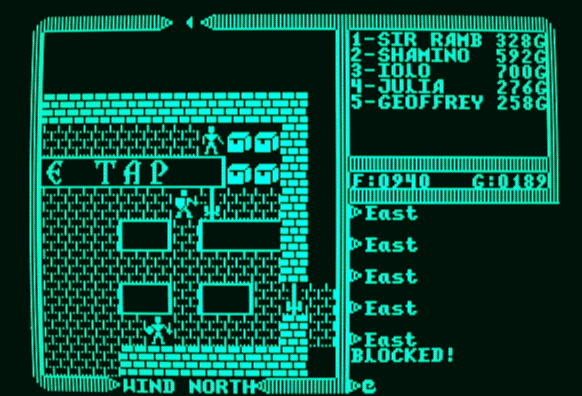 1-SIR RAMB 328G
2-SHAMINO 592G
3-IOLO 700G
4-JULIA 276G
5-GEOFFREY 258G
E TAP
F:0940 G:0189
East
East
East
East
East
BLOCKED!
WIND NORTH